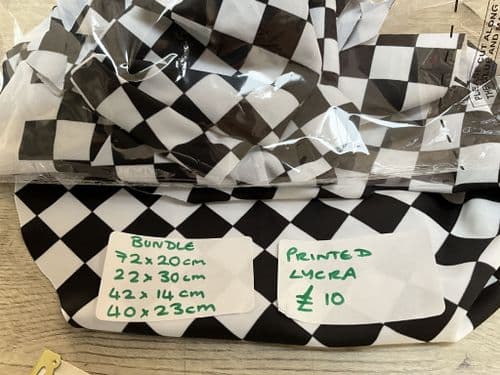 BUNDLE
72x20cm
22x30cm
42x14cm
40x23cm
PRINTED
LYCRA
£10